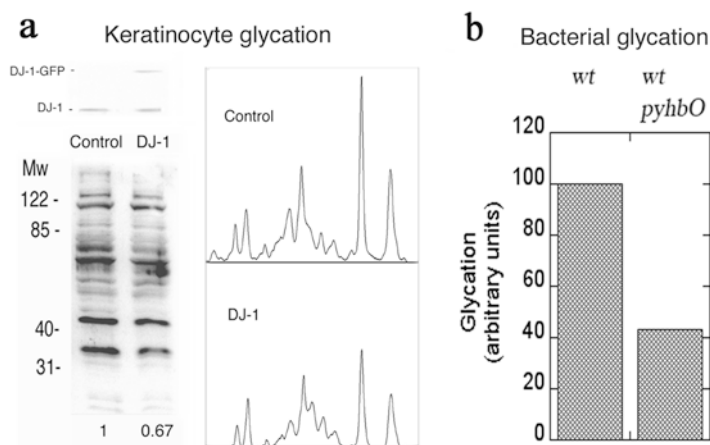 a Keratinocyte glycation
DJ-1-GFP
DJ-1
Control DJ-1
Mw
122
85
40
31
1 0.67
Control
DJ-1
b Bacterial glycation
wt wt
pyhbO
120
100
80
60
40
20
0
Glycation
(arbitrary units)